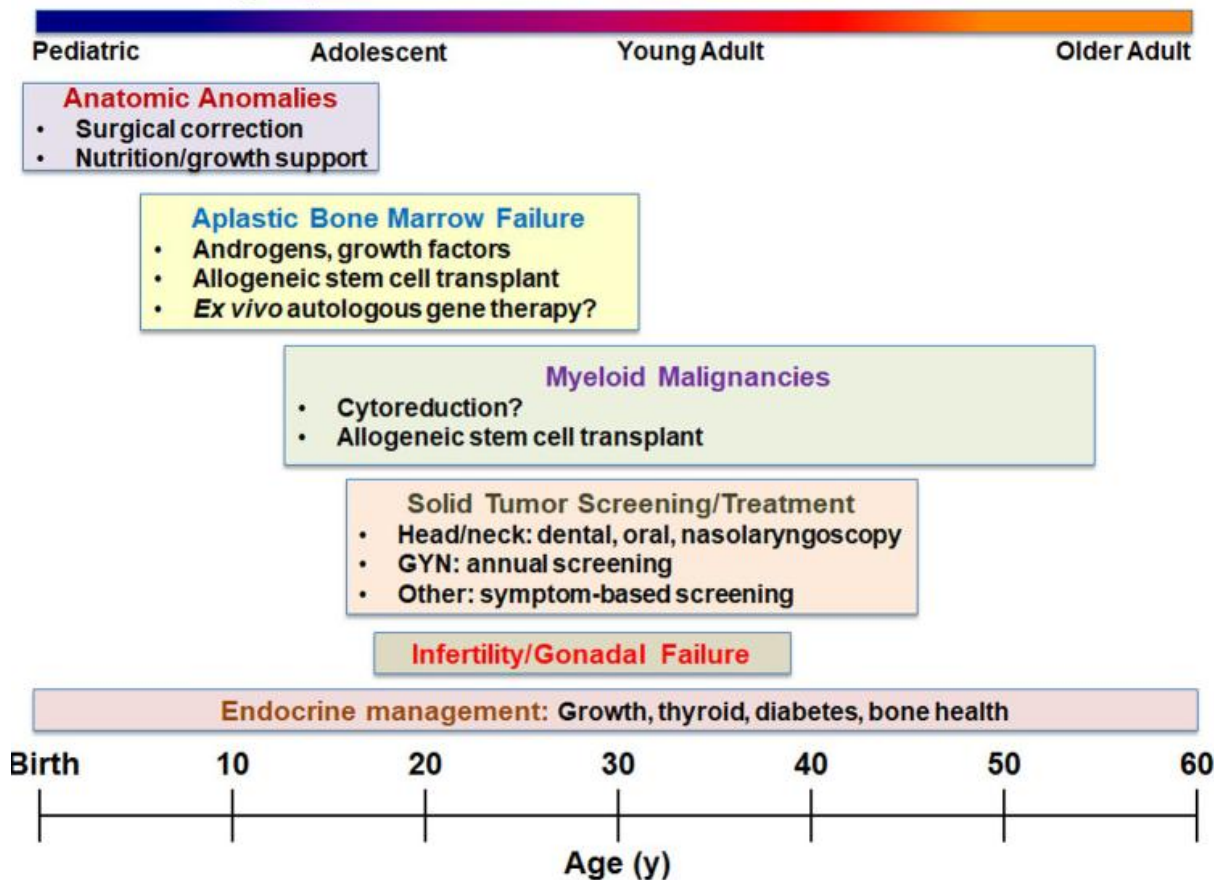 Pediatric Adolescent Young Adult Older Adult
Anatomic Anomalies
• Surgical correction
• Nutrition/growth support
Aplastic Bone Marrow Failure
• Androgens, growth factors
• Allogeneic stem cell transplant
• Ex vivo autologous gene therapy?
Myeloid Malignancies
• Cytoreduction?
• Allogeneic stem cell transplant
Solid Tumor Screening/Treatment
• Head/neck: dental, oral, nasolaryngoscopy
• GYN: annual screening
• Other: symptom-based screening
Infertility/Gonadal Failure
Endocrine management: Growth, thyroid, diabetes, bone health
Birth 10 20 30 40 50 60
Age (y)